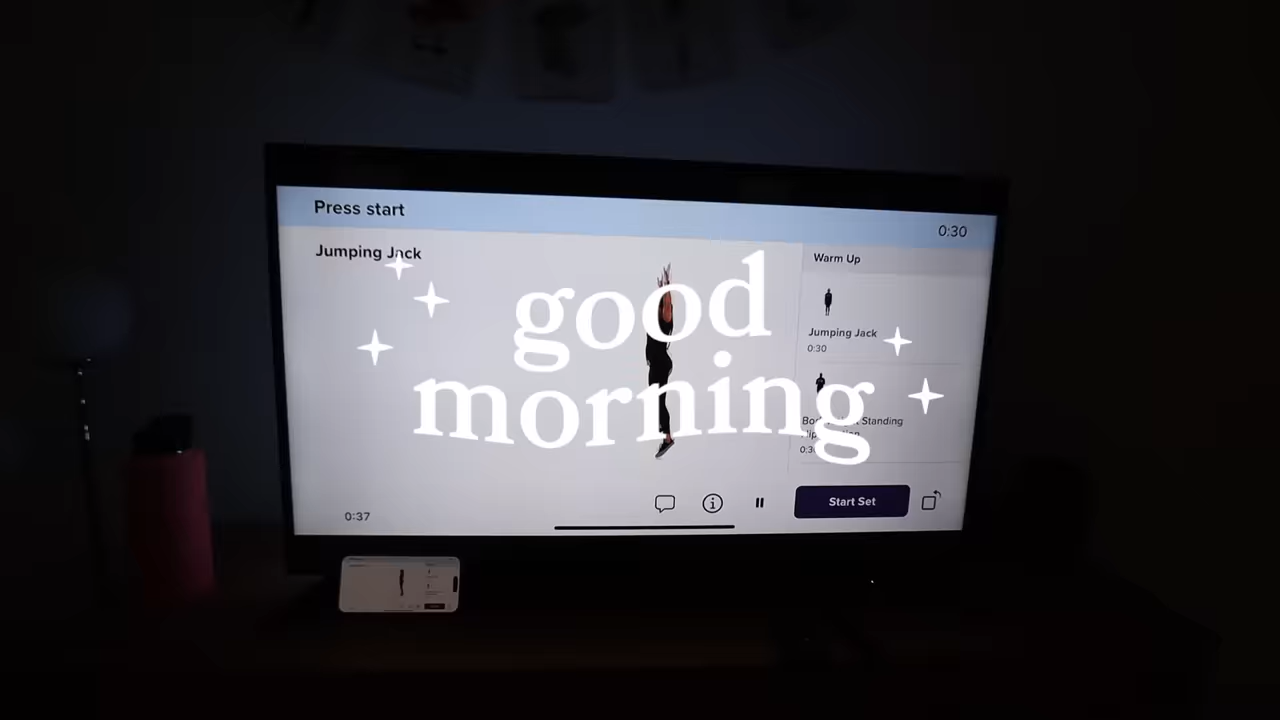 Press start
0:30
Jumping Jack
Warm Up
good
morning
Jumping Jack
0:30
Standing
0:37
Start Set